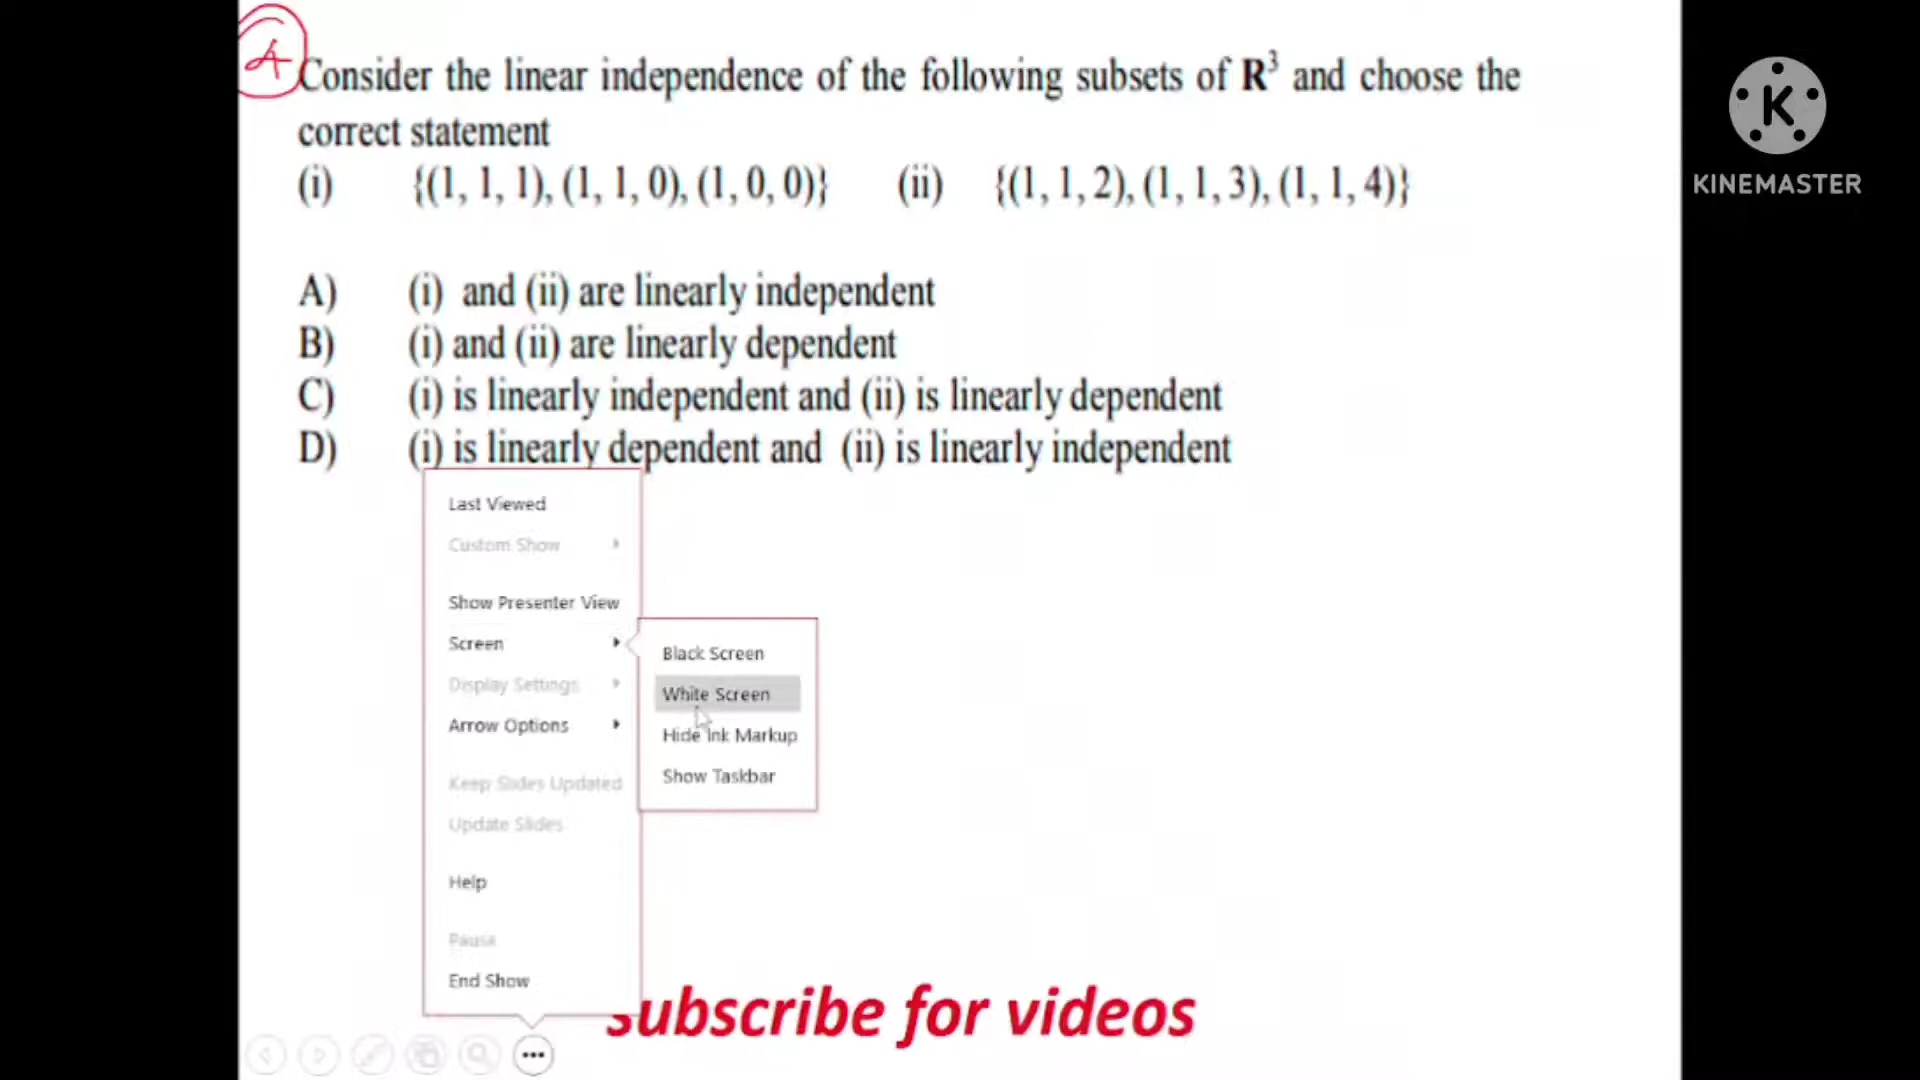 A
Consider the linear independence of the following subsets of R³ and choose the
correct statement
(i) {(1, 1, 1), (1, 1, 0), (1, 0, 0)} (ii) {(1, 1, 2), (1, 1, 3), (1, 1, 4)}
A) (i) and (ii) are linearly independent
B) (i) and (ii) are linearly dependent
C) (i) is linearly independent and (ii) is linearly dependent
D) (i) is linearly dependent and (ii) is linearly independent
Last Viewed
Custom Show
Show Presenter View
Screen
Display Settings
Arrow Options
Keep Slides Updated
Update Slides
Help
Pause
End Show
Black Screen
White Screen
Hide Ink Markup
Show Taskbar
subscribe for videos
K
KINEMASTER